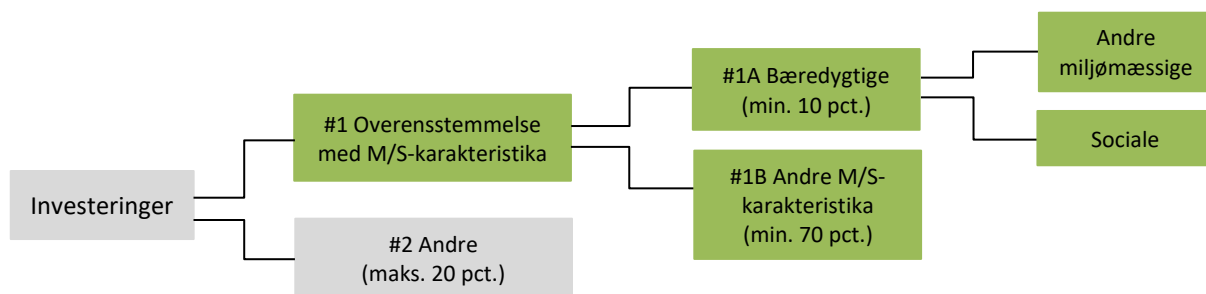 Investeringer
#1 Overensstemmelse
med M/S-karakteristika
#2 Andre
(maks. 20 pct.)
#1A Bæredygtige
(min. 10 pct.)
#1B Andre M/S-
karakteristika
(min. 70 pct.)
Andre
miljømæssige
Sociale